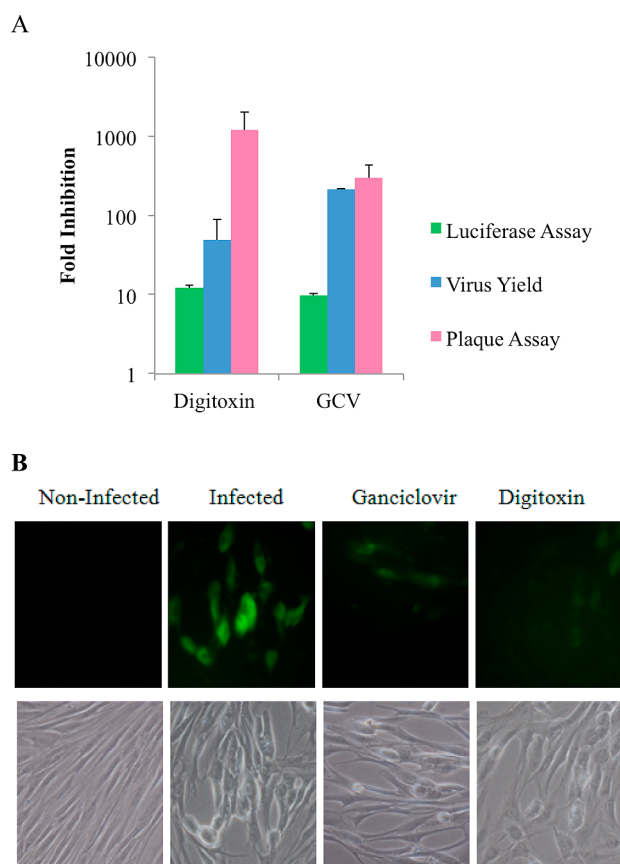 A
10000
1000
100
10
1
Fold Inhibition
Digitoxin
GCV
Luciferase Assay
Virus Yield
Plaque Assay
B
Non-Infected Infected Ganciclovir Digitoxin